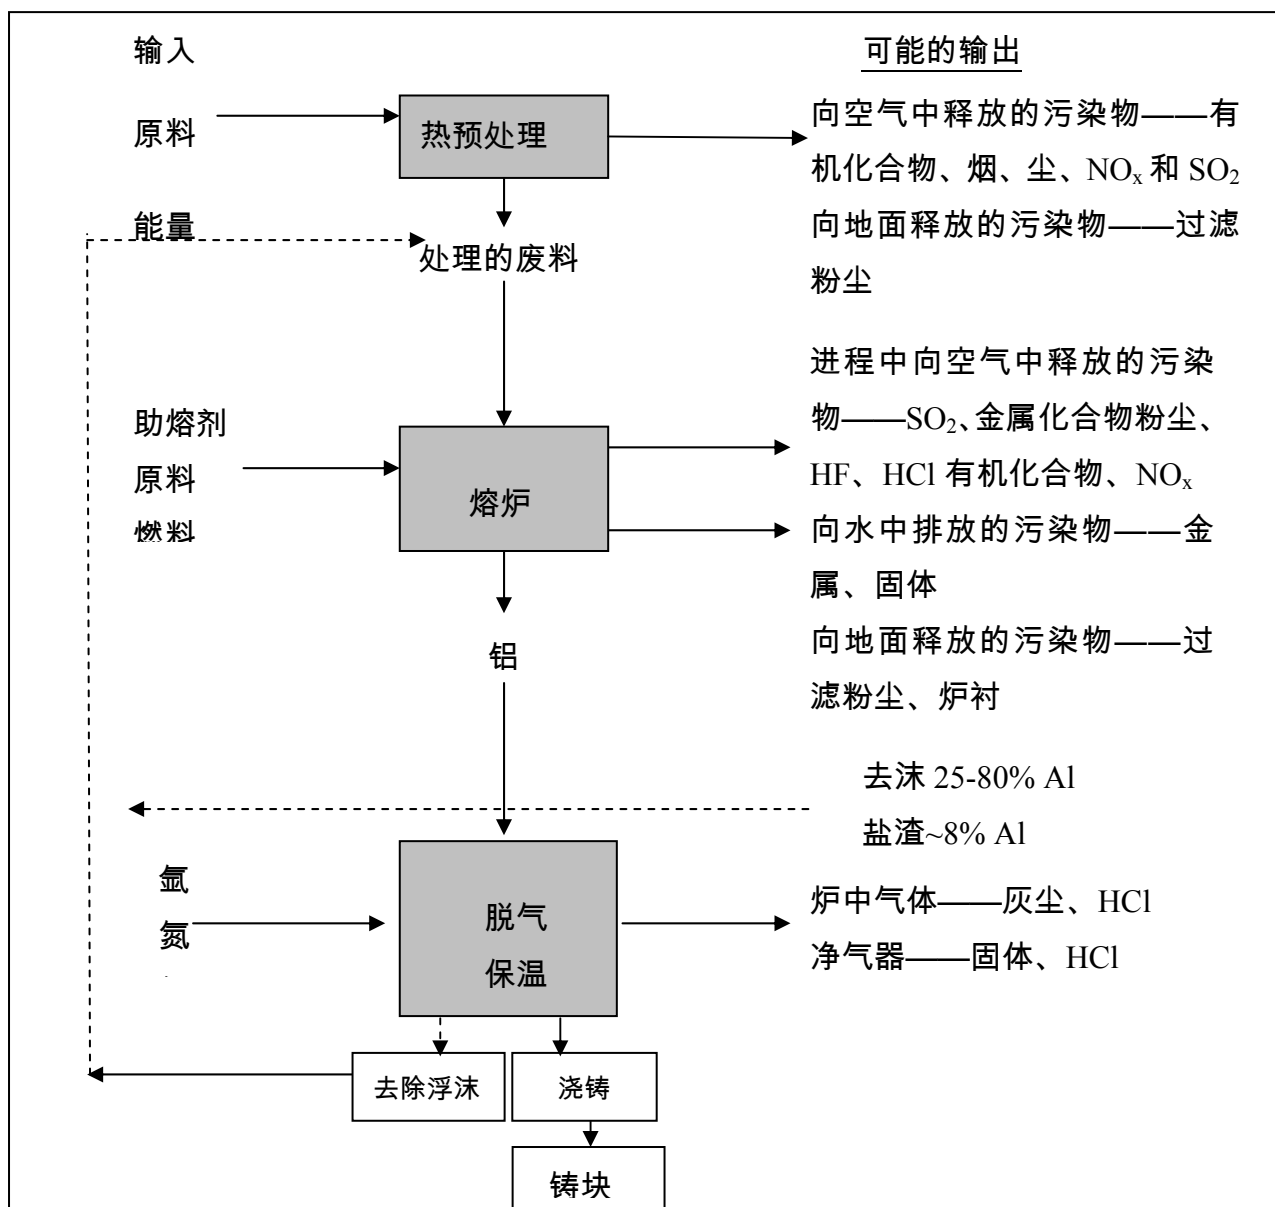 输入
可能的输出
原料
热预处理
向空气中释放的污染物——有
机化合物、烟、尘、NOx 和 SO2
能量
向地面释放的污染物——过滤
粉尘
处理的废料
进程中向空气中释放的污染
物——SO2、金属化合物粉尘、
HF、HCl 有机化合物、NOx
助熔剂
原料
燃料
熔炉
向水中排放的污染物——金
属、固体
向地面释放的污染物——过
滤粉尘、炉衬
铝
去沫 25-80% Al
盐渣~8% Al
氩
氮
脱气
保温
炉中气体——灰尘、HCl
净气器——固体、HCl
去除浮沫
浇铸
铸块